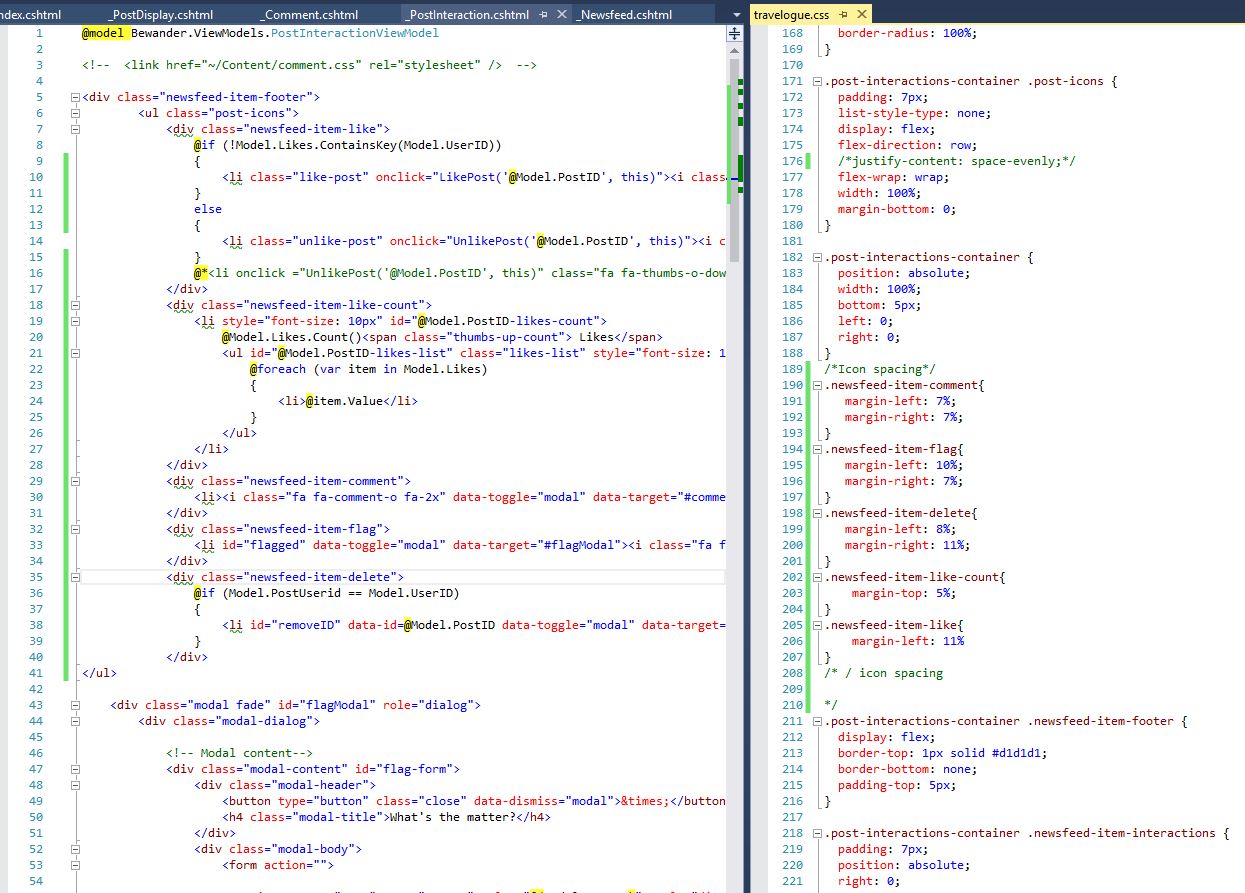 ndex.cshtml _PostDisplay.cshtml _Comment.cshtml _PostInteraction.cshtml _Newsfeed.cshtml
1 @model Bewander.ViewModels.PostInteractionViewModel
2
3 <!-- <link href="~/Content/comment.css" rel="stylesheet" /> -->
4
5 <div class="newsfeed-item-footer">
6 <ul class="post-icons">
7 <div class="newsfeed-item-like">
8 @if (!Model.Likes.ContainsKey(Model.UserID))
9 {
10 <li class="like-post" onclick="LikePost('@Model.PostID', this)"><i class
11 }
12 else
13 {
14 <li class="unlike-post" onclick="UnlikePost('@Model.PostID', this)"><i c
15 }
16 @*<li onclick ="UnlikePost('@Model.PostID', this)" class="fa fa-thumbs-o-dow
17 </div>
18 <div class="newsfeed-item-like-count">
19 <li style="font-size: 10px" id="@Model.PostID-likes-count">
20 @Model.Likes.Count()<span class="thumbs-up-count"> Likes</span>
21 <ul id="@Model.PostID-likes-list" class="likes-list" style="font-size: 1
22 @foreach (var item in Model.Likes)
23 {
24 <li>@item.Value</li>
25 }
26 </ul>
27 </li>
28 </div>
29 <div class="newsfeed-item-comment">
30 <li><i class="fa fa-comment-o fa-2x" data-toggle="modal" data-target="#comme
31 </div>
32 <div class="newsfeed-item-flag">
33 <li id="flagged" data-toggle="modal" data-target="#flagModal"><i class="fa f
34 </div>
35 <div class="newsfeed-item-delete">
36 @if (Model.PostUserid == Model.UserID)
37 {
38 <li id="removeID" data-id=@Model.PostID data-toggle="modal" data-target=
39 }
40 </div>
41 </ul>
42
43 <div class="modal fade" id="flagModal" role="dialog">
44 <div class="modal-dialog">
45
46 <!-- Modal content-->
47 <div class="modal-content" id="flag-form">
48 <div class="modal-header">
49 <button type="button" class="close" data-dismiss="modal">&times;</button
50 <h4 class="modal-title">What's the matter?</h4>
51 </div>
52 <div class="modal-body">
53 <form action="">
54
travelogue.css
168 border-radius: 100%;
169 }
170
171 .post-interactions-container .post-icons {
172 padding: 7px;
173 list-style-type: none;
174 display: flex;
175 flex-direction: row;
176 /*justify-content: space-evenly;*/
177 flex-wrap: wrap;
178 width: 100%;
179 margin-bottom: 0;
180 }
181
182 .post-interactions-container {
183 position: absolute;
184 width: 100%;
185 bottom: 5px;
186 left: 0;
187 right: 0;
188 }
189 /*Icon spacing*/
190 .newsfeed-item-comment{
191 margin-left: 7%;
192 margin-right: 7%;
193 }
194 .newsfeed-item-flag{
195 margin-left: 10%;
196 margin-right: 7%;
197 }
198 .newsfeed-item-delete{
199 margin-left: 8%;
200 margin-right: 11%;
201 }
202 .newsfeed-item-like-count{
203 margin-top: 5%;
204 }
205 .newsfeed-item-like{
206 margin-left: 11%
207 }
208 /* / icon spacing
209
210 */
211 .post-interactions-container .newsfeed-item-footer {
212 display: flex;
213 border-top: 1px solid #d1d1d1;
214 border-bottom: none;
215 padding-top: 5px;
216 }
217
218 .post-interactions-container .newsfeed-item-interactions {
219 padding: 7px;
220 position: absolute;
221 right: 0;